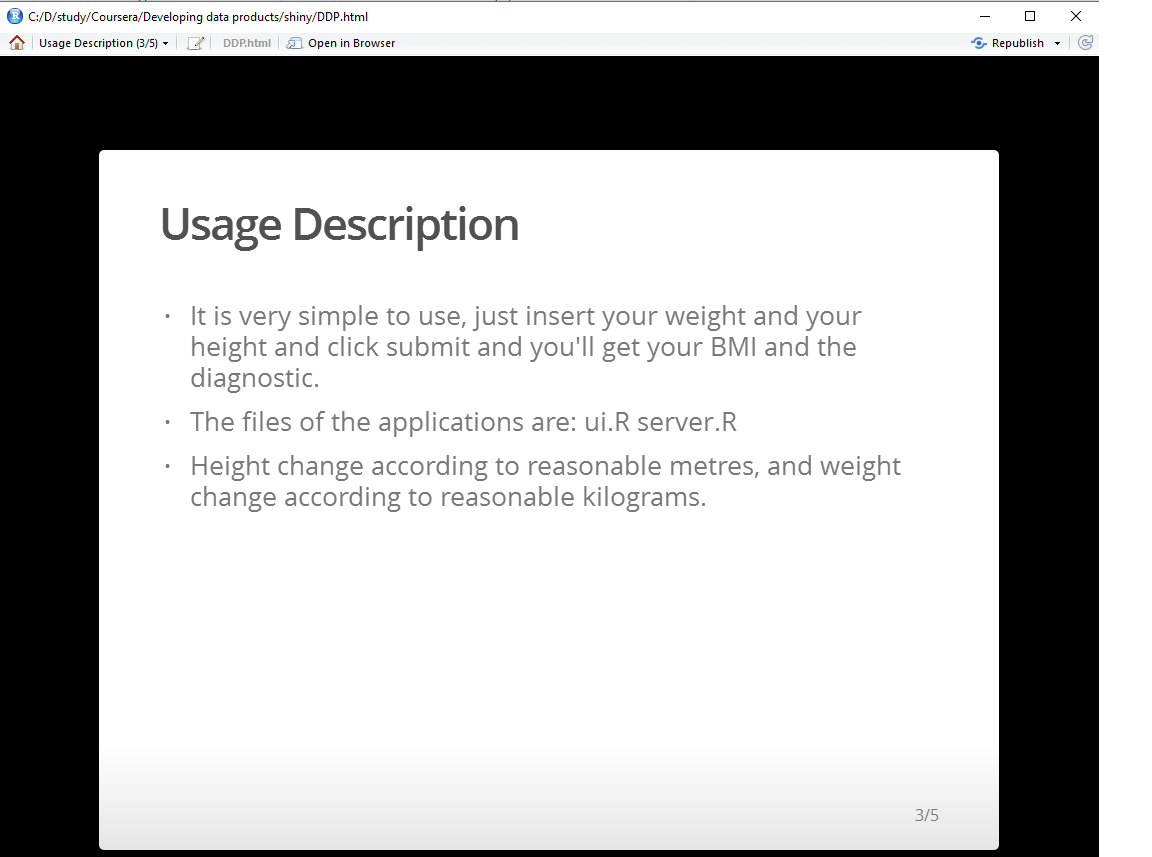 C:/D/study/Coursera/Developing data products/shiny/DDP.html
Usage Description (3/5) DDP.html Open in Browser Republish
Usage Description
· It is very simple to use, just insert your weight and your
height and click submit and you'll get your BMI and the
diagnostic.
· The files of the applications are: ui.R server.R
· Height change according to reasonable metres, and weight
change according to reasonable kilograms.
3/5